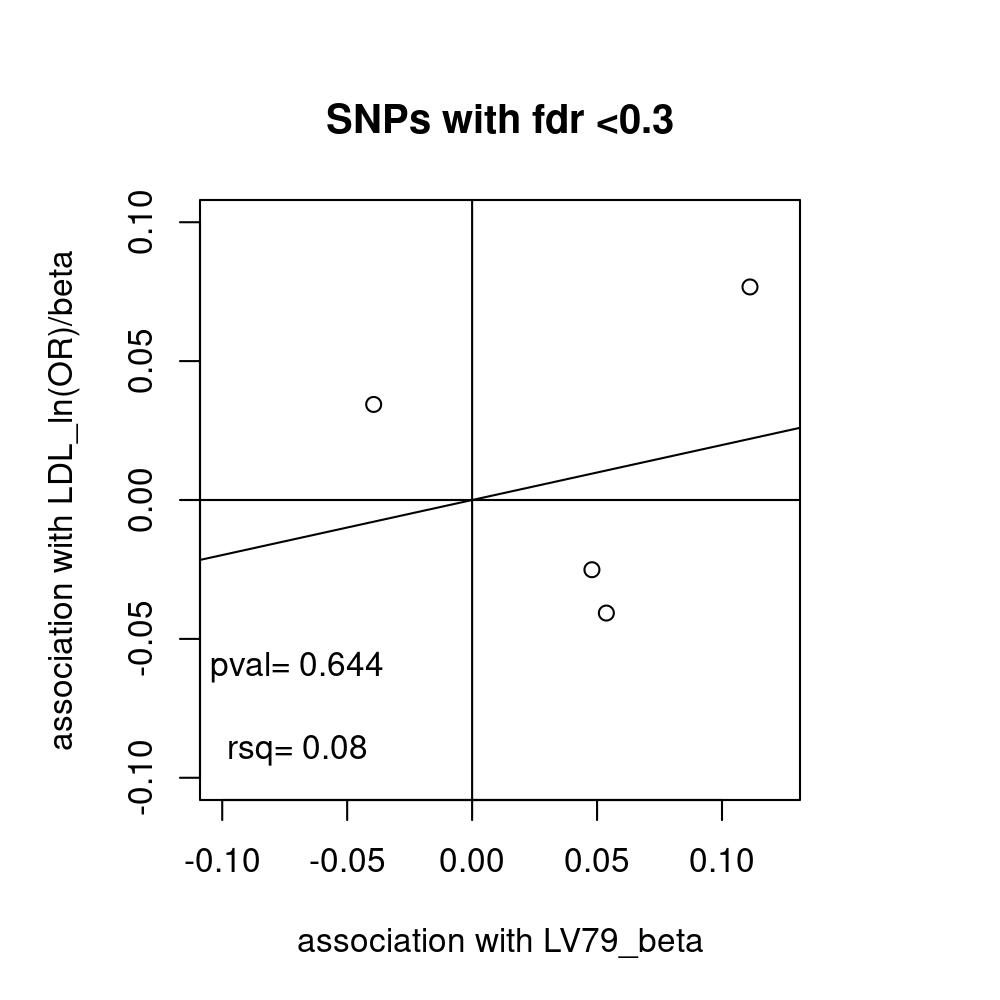 SNPs with fdr <0.3
association with LDL_ln(OR)/beta
0.10
0.05
0.00
-0.05
-0.10
pval= 0.644
rsq= 0.08
-0.10 -0.05 0.00 0.05 0.10
association with LV79_beta